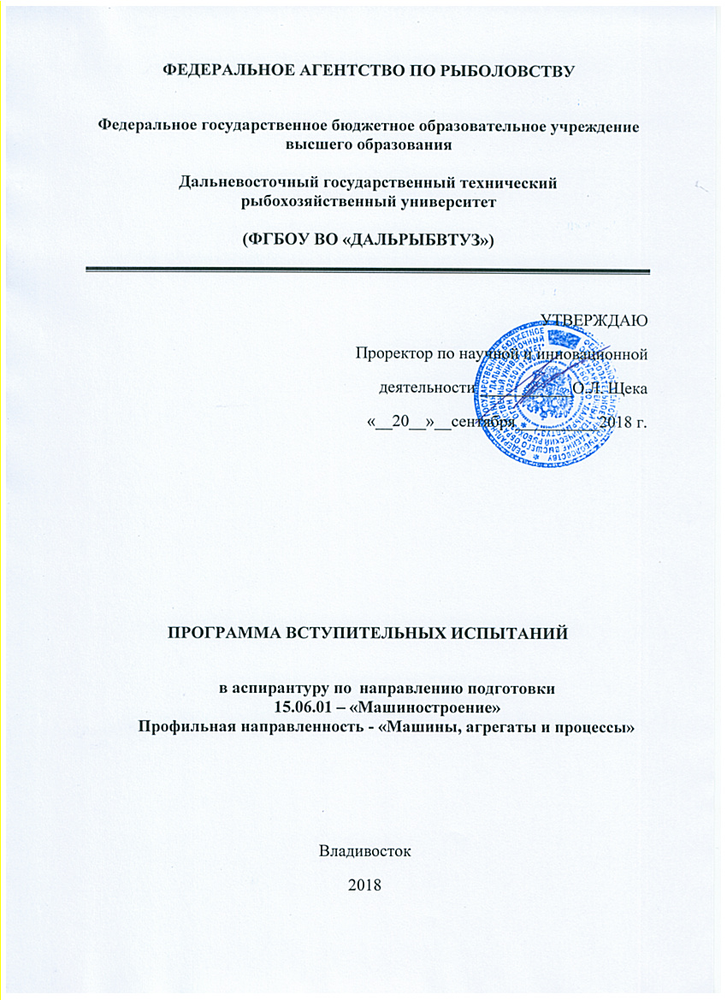 ФЕДЕРАЛЬНОЕ АГЕНТСТВО ПО РЫБОЛОВСТВУ
Федеральное государственное бюджетное образовательное учреждение
высшего образования
Дальневосточный государственный технический
рыбохозяйственный университет
(ФГБОУ ВО «ДАЛЬРЫБВТУЗ»)
УТВЕРЖДАЮ
Проректор по научной и инновационной
деятельности ____________О.Л. Щека
«__20__»__сентября__________2018 г.
ПРОГРАММА ВСТУПИТЕЛЬНЫХ ИСПЫТАНИЙ
в аспирантуру по  направлению подготовки
15.06.01 – «Машиностроение»
Профильная направленность - «Машины, агрегаты и процессы»
Владивосток
2018